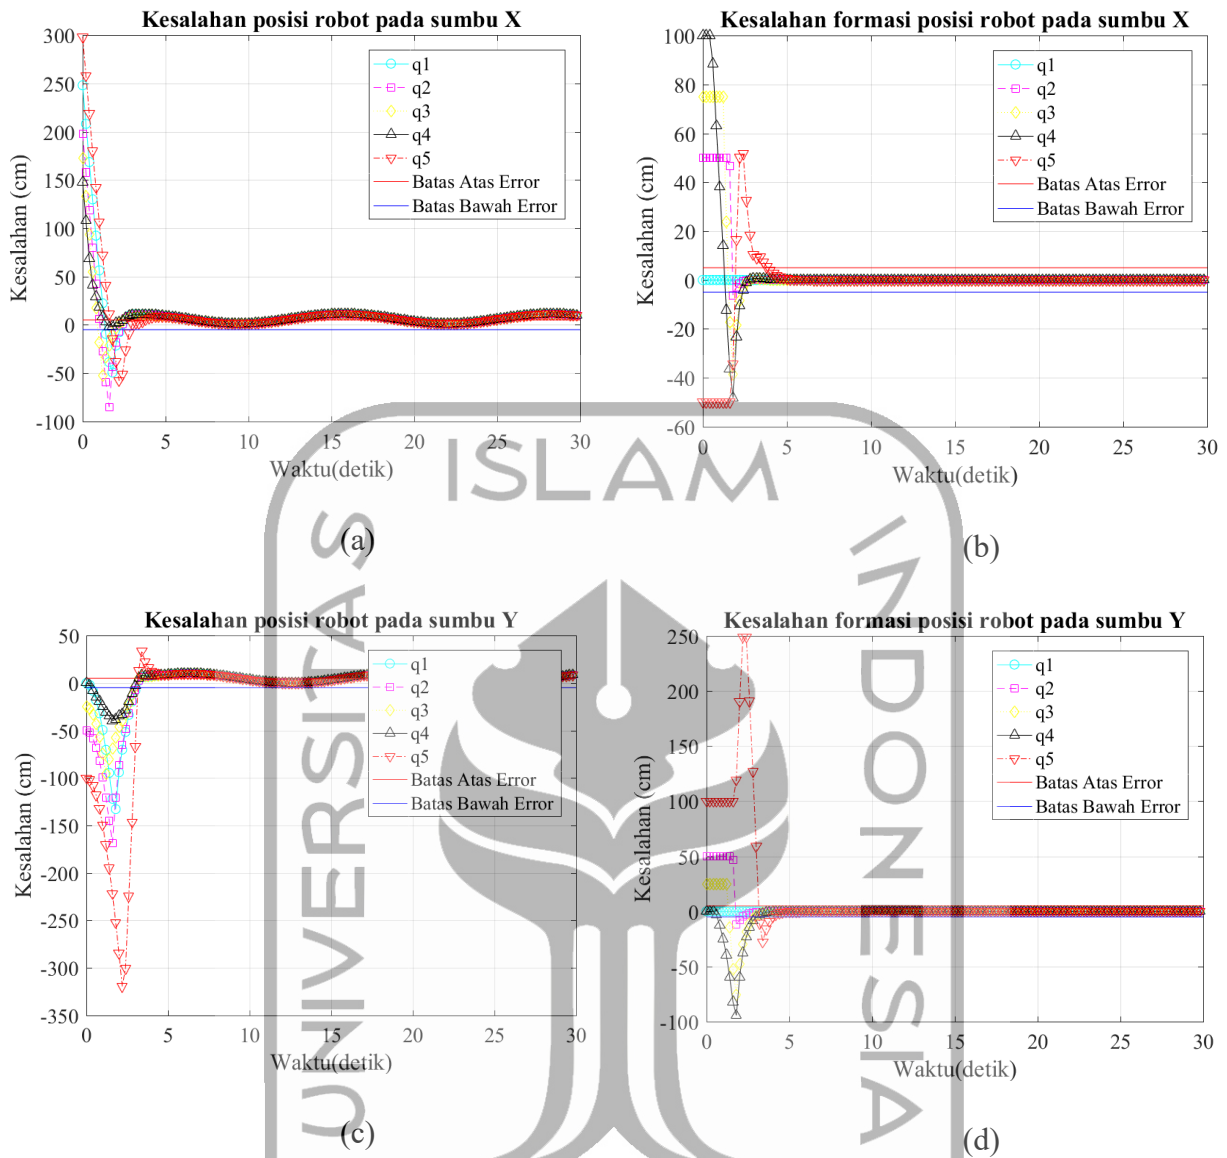 Kesalahan posisi robot pada sumbu X
300
250
200
150
100
50
0
-50
-100
Kesalahan (cm)
q1
q2
q3
q4
q5
Batas Atas Error
Batas Bawah Error
0 5 10 15 20 25 30
Waktu(detik)
(a)
Kesalahan formasi posisi robot pada sumbu X
100
80
60
40
20
0
-20
-40
-60
Kesalahan (cm)
q1
q2
q3
q4
q5
Batas Atas Error
Batas Bawah Error
0 5 10 15 20 25 30
Waktu(detik)
(b)
Kesalahan posisi robot pada sumbu Y
50
0
-50
-100
-150
-200
-250
-300
-350
Kesalahan (cm)
q1
q2
q3
q4
q5
Batas Atas Error
Batas Bawah Error
0 5 10 15 20 25 30
Waktu(detik)
(c)
Kesalahan formasi posisi robot pada sumbu Y
250
200
150
100
50
0
-50
-100
Kesalahan (cm)
q1
q2
q3
q4
q5
Batas Atas Error
Batas Bawah Error
0 5 10 15 20 25 30
Waktu(detik)
(d)
UNIVERSITAS
ISLAM
INDONESIA